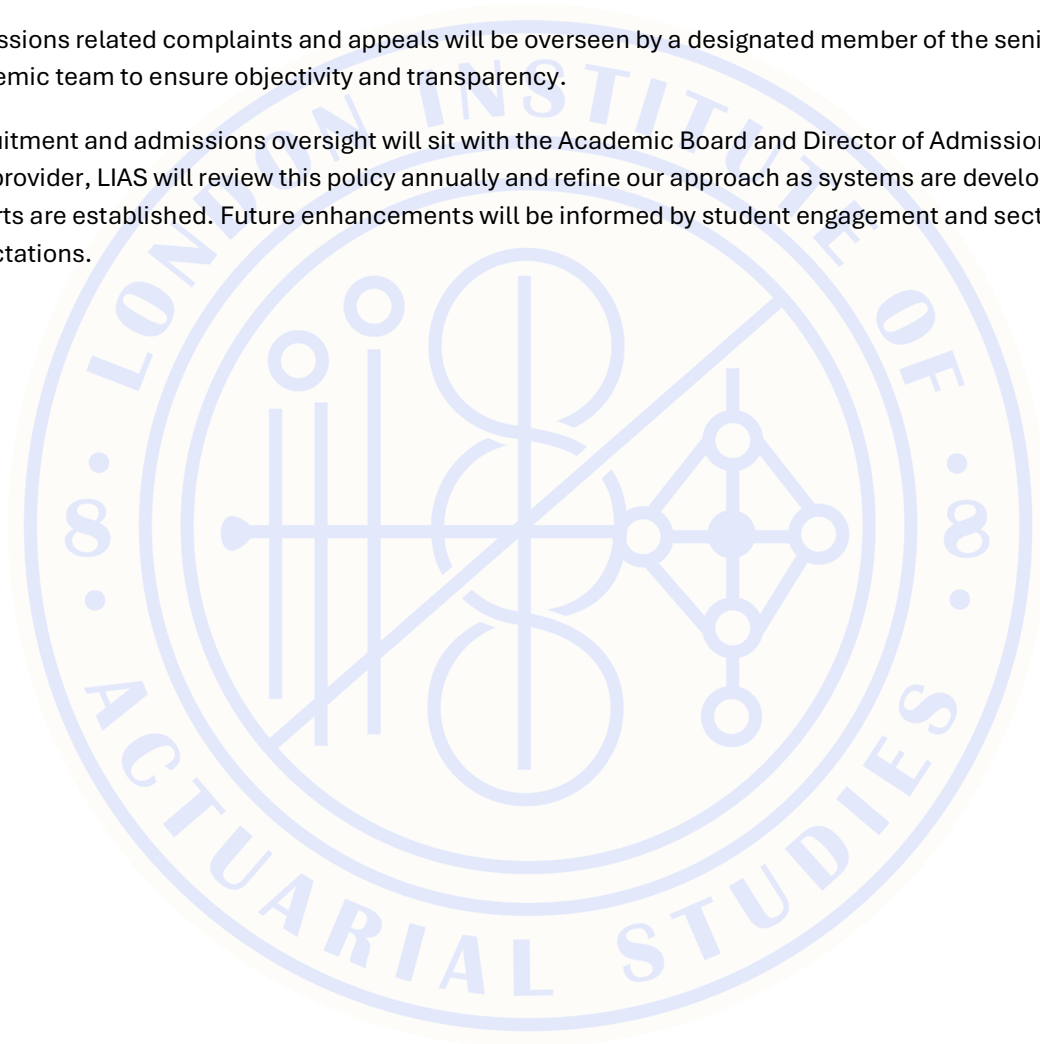 ssions related complaints and appeals will be overseen by a designated member of the seni
emic team to ensure objectivity and transparency.
uitment and admissions oversight will sit with the Academic Board and Director of Admission
provider, LIAS will review this policy annually and refine our approach as systems are develo
rts are established. Future enhancements will be informed by student engagement and sect
ctations.
LONDON INSTITUTE OF
8 8
ACTUARIAL STUDIES